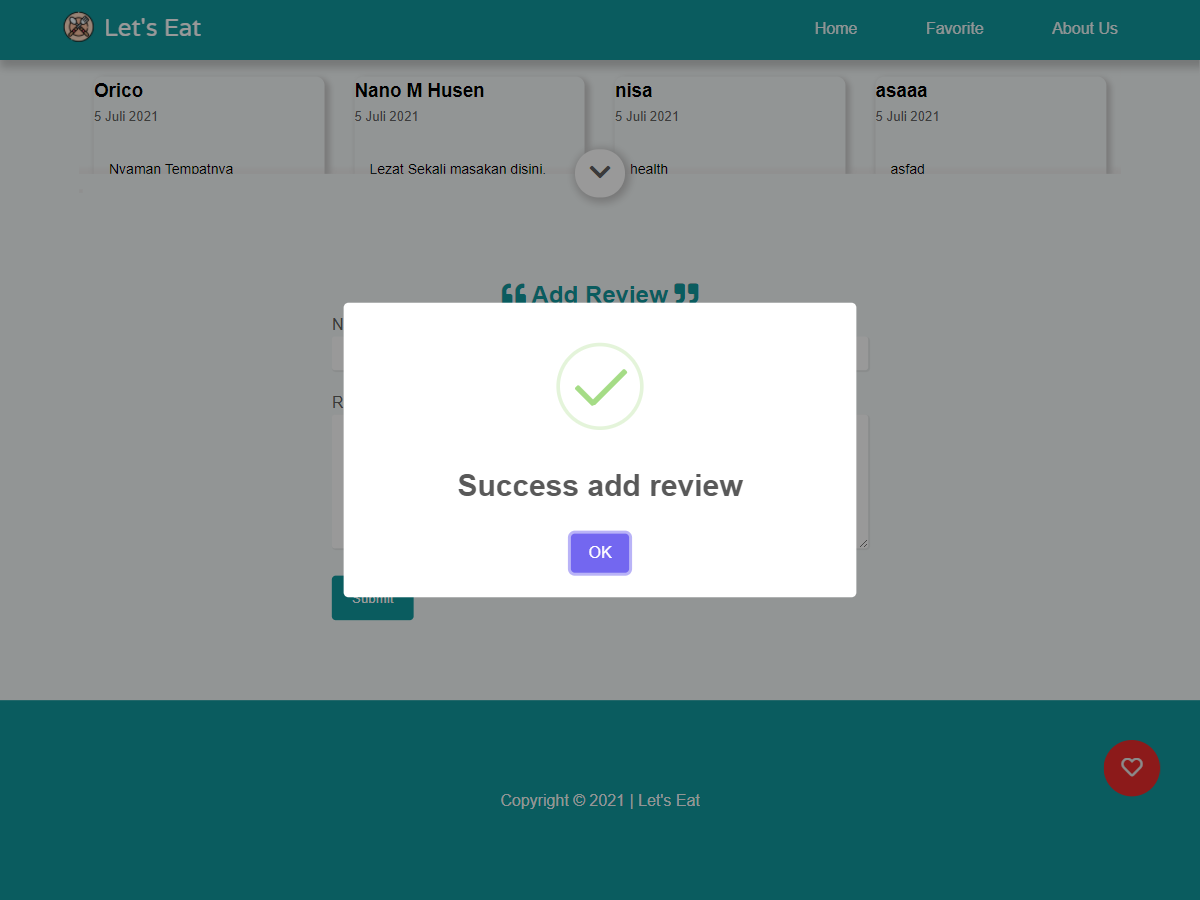 Let's Eat
Home
Favorite
About Us
Orico
5 Juli 2021
Nyaman Tempatnya
Nano M Husen
5 Juli 2021
Lezat Sekali masakan disini.
nisa
5 Juli 2021
health
asaaa
5 Juli 2021
asfad
Add Review
Success add review
OK
Submit
Copyright © 2021 | Let's Eat